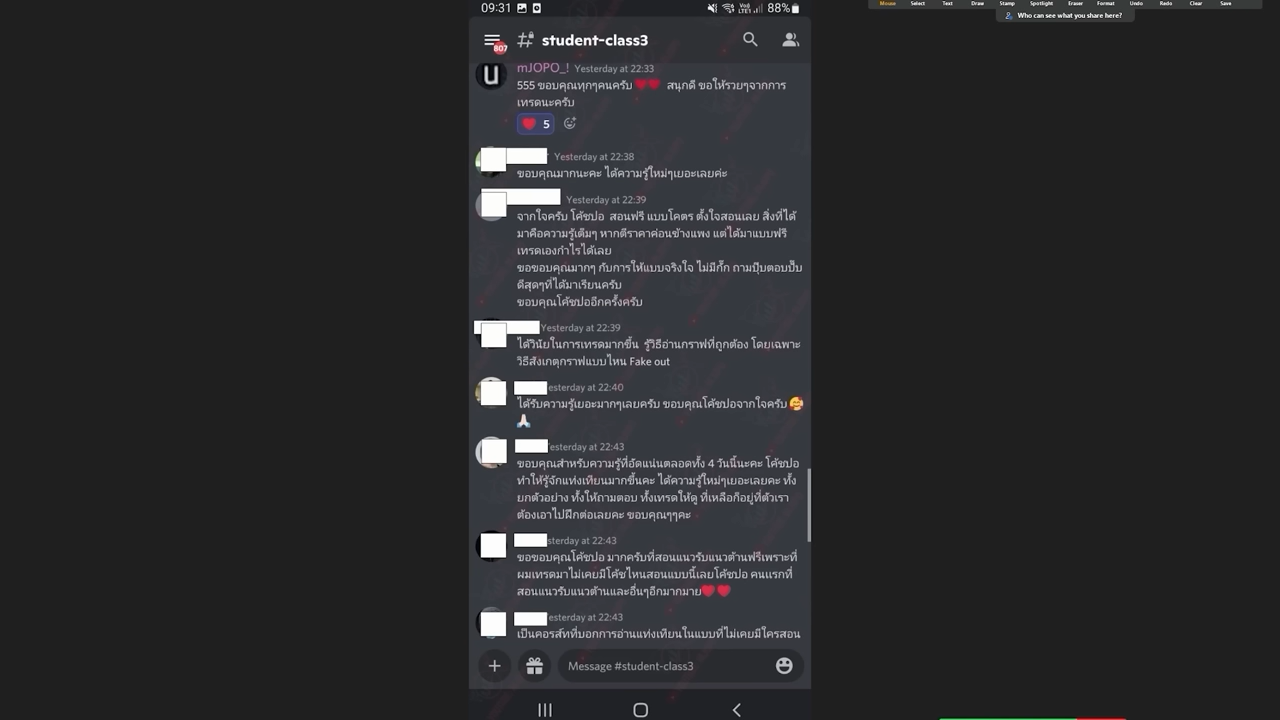 Mouse Select Text Draw Stamp Spotlight Eraser Format Undo Redo Clear Save
Who can see what you share here?
09:31 88%
807 student-class3
mJOPO_! Yesterday at 22:33
555 ขอบคุณทุกๆคนครับ❤️❤️ สนุกดี ขอให้รวยๆจากการ
เทรดนะครับ
❤️ 5
Yesterday at 22:38
ขอบคุณมากนะคะ ได้ความรู้ใหม่ๆเยอะเลยค่ะ
Yesterday at 22:39
จากใจครับ โค้ชปอ สอนฟรี แบบโคตร ตั้งใจสอนเลย สิ่งที่ได้
มาคือความรู้เต็มๆ หากตีราคาค่อนข้างแพง แต่ได้มาแบบฟรี
เทรดเองกำไรได้เลย
ขอขอบคุณมากๆ กับการให้แบบจริงใจ ไม่มีกั๊ก ถามปุ๊บตอบปั๊บ
ดีสุดๆที่ได้มาเรียนครับ
ขอบคุณโค้ชปออีกครั้งครับ
Yesterday at 22:39
ได้วินัยในการเทรดมากขึ้น รู้วิธีอ่านกราฟที่ถูกต้อง โดยเฉพาะ
วิธีสังเกตุกราฟแบบไหน Fake out
esterday at 22:40
ได้รับความรู้เยอะมากๆเลยครับ ขอบคุณโค้ชปอจากใจครับ🥰
🙏🏻
esterday at 22:43
ขอบคุณสำหรับความรู้ที่อัดแน่นตลอดทั้ง 4 วันนี้นะคะ โค้ชปอ
ทำให้รู้จักแท่งเทียนมากขึ้นคะ ได้ความรู้ใหม่ๆเยอะเลยคะ ทั้ง
ยกตัวอย่าง ทั้งให้ถามตอบ ทั้งเทรดให้ดู ที่เหลือก็อยู่ที่ตัวเรา
ต้องเอาไปฝึกต่อเลยคะ ขอบคุณๆๆคะ
sterday at 22:43
ขอขอบคุณโค้ชปอ มากครับที่สอนแนวรับแนวต้านฟรีเพราะที่
ผมเทรดมาไม่เคยมีโค้ชไหนสอนแบบนี้เลยโค้ชปอ คนแรกที่
สอนแนวรับแนวต้านและอื่นๆอีกมากมาย❤️❤️
esterday at 22:43
เป็นคอรส์ทที่บอกการอ่านแท่งเทียนในแบบที่ไม่เคยมีใครสอน
Message #student-class3